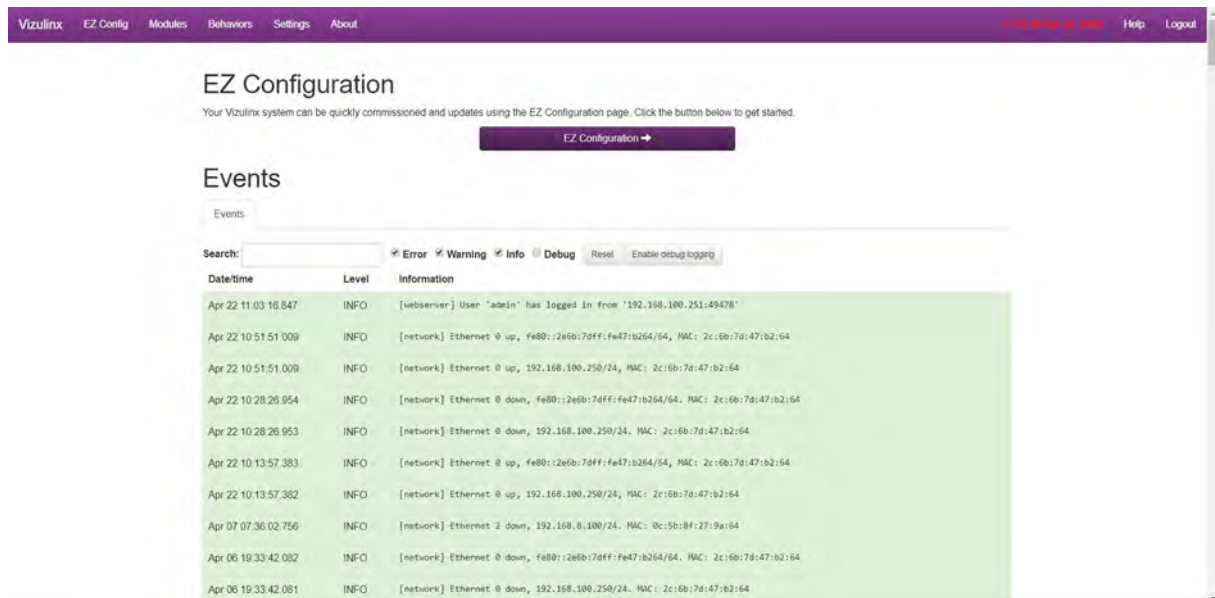 Vizulinx EZ Config Modules Behaviors Settings About Help Logout
EZ Configuration
Your Vizulinx system can be quickly commissioned and updates using the EZ Configuration page. Click the button below to get started.
EZ Configuration ➔
Events
Events
Search: Error Warning Info Debug Reset Enable debug logging
Date/time Level Information
Apr 22 11:03:16.847 INFO [webserver] User 'admin' has logged in from '192.168.100.251:49478'
Apr 22 10:51:51.009 INFO [network] Ethernet 0 up, fe80::2e6b:7dff:fe47:b264/64, MAC: 2c:6b:7d:47:b2:64
Apr 22 10:51:51.009 INFO [network] Ethernet 0 up, 192.168.100.250/24, MAC: 2c:6b:7d:47:b2:64
Apr 22 10:28:26.954 INFO [network] Ethernet 0 down, fe80::2e6b:7dff:fe47:b264/64. MAC: 2c:6b:7d:47:b2:64
Apr 22 10:28:26.953 INFO [network] Ethernet 0 down, 192.168.100.250/24. MAC: 2c:6b:7d:47:b2:64
Apr 22 10:13:57.383 INFO [network] Ethernet 0 up, fe80::2e6b:7dff:fe47:b264/64, MAC: 2c:6b:7d:47:b2:64
Apr 22 10:13:57.382 INFO [network] Ethernet 0 up, 192.168.100.250/24, MAC: 2c:6b:7d:47:b2:64
Apr 07 07:36:02.756 INFO [network] Ethernet 2 down, 192.168.8.100/24. MAC: 0c:5b:8f:27:9a:64
Apr 06 19:33:42.082 INFO [network] Ethernet 0 down, fe80::2e6b:7dff:fe47:b264/64. MAC: 2c:6b:7d:47:b2:64
Apr 06 19:33:42.081 INFO [network] Ethernet 0 down, 192.168.100.250/24. MAC: 2c:6b:7d:47:b2:64